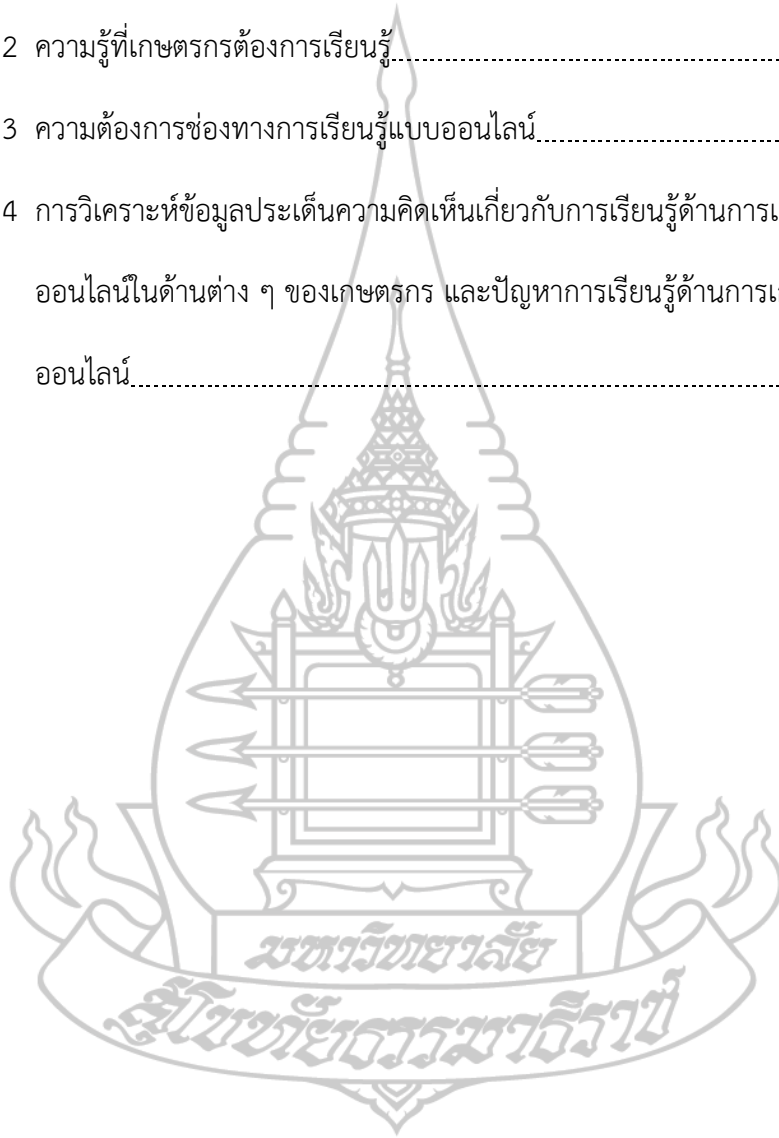 2 ความรู้ที่เกษตรกรต้องการเรียนรู้
3 ความต้องการช่องทางการเรียนรู้แบบออนไลน์
4 การวิเคราะห์ข้อมูลประเด็นความคิดเห็นเกี่ยวกับการเรียนรู้ด้านการเ
ออนไลน์ในด้านต่าง ๆ ของเกษตรกร และปัญหาการเรียนรู้ด้านการเ
ออนไลน์
มหาวิทยาลัย
สุโขทัยธรรมาธิราช